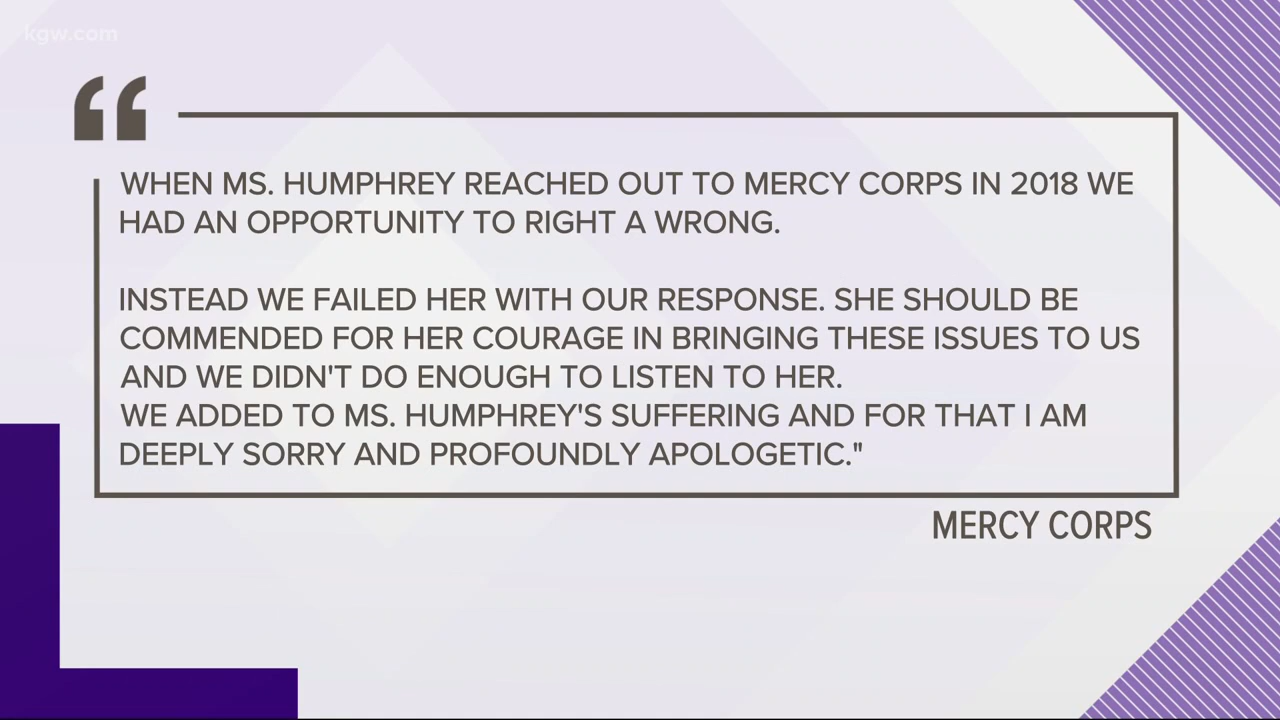 kgw.com
“
WHEN MS. HUMPHREY REACHED OUT TO MERCY CORPS IN 2018 WE
HAD AN OPPORTUNITY TO RIGHT A WRONG.
INSTEAD WE FAILED HER WITH OUR RESPONSE. SHE SHOULD BE
COMMENDED FOR HER COURAGE IN BRINGING THESE ISSUES TO US
AND WE DIDN'T DO ENOUGH TO LISTEN TO HER.
WE ADDED TO MS. HUMPHREY'S SUFFERING AND FOR THAT I AM
DEEPLY SORRY AND PROFOUNDLY APOLOGETIC."
MERCY CORPS